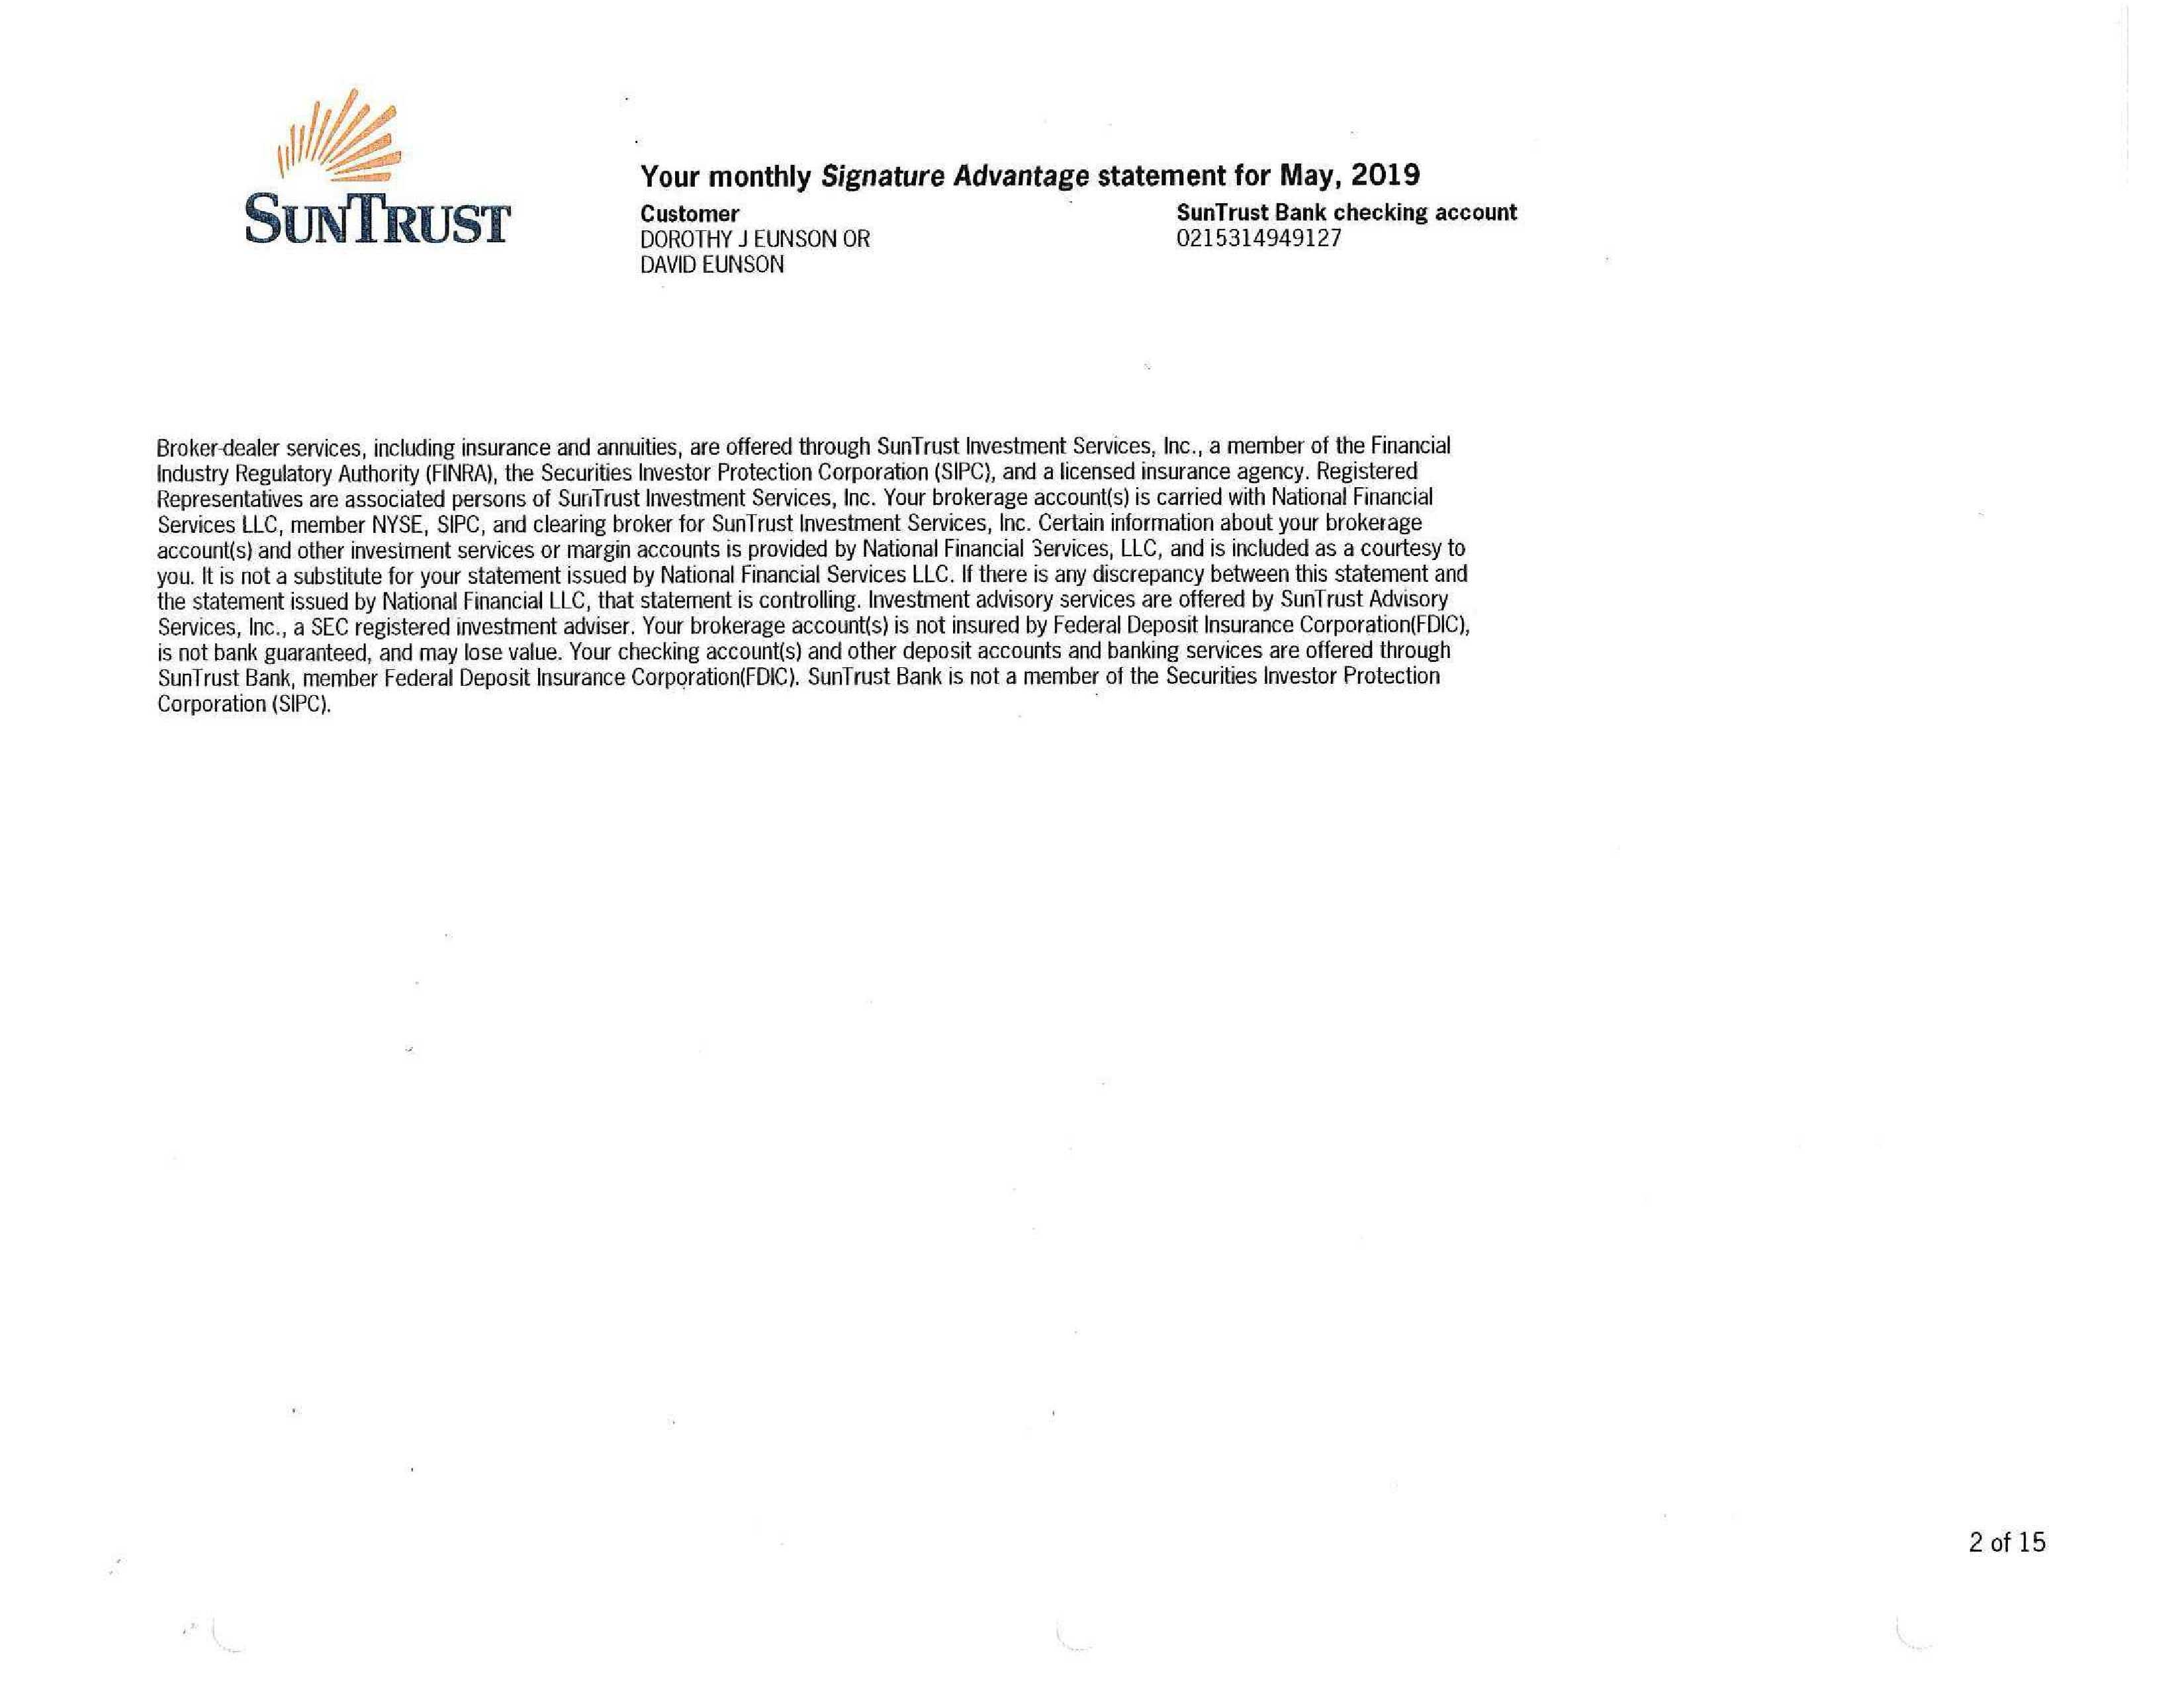 SUNTRUST
Your monthly Signature Advantage statement for May, 2019
Customer
DOROTHY J EUNSON OR
DAVID EUNSON
SunTrust Bank checking account
0215314949127
Broker-dealer services, including insurance and annuities, are offered through SunTrust Investment Services, Inc., a member of the Financial
Industry Regulatory Authority (FINRA), the Securities Investor Protection Corporation (SIPC), and a licensed insurance agency. Registered
Representatives are associated persons of SunTrust Investment Services, Inc. Your brokerage account(s) is carried with National Financial
Services LLC, member NYSE, SIPC, and clearing broker for SunTrust Investment Services, Inc. Certain information about your brokerage
account(s) and other investment services or margin accounts is provided by National Financial Services, LLC, and is included as a courtesy to
you. It is not a substitute for your statement issued by National Financial Services LLC. If there is any discrepancy between this statement and
the statement issued by National Financial LLC, that statement is controlling. Investment advisory services are offered by SunTrust Advisory
Services, Inc., a SEC registered investment adviser. Your brokerage account(s) is not insured by Federal Deposit Insurance Corporation(FDIC),
is not bank guaranteed, and may lose value. Your checking account(s) and other deposit accounts and banking services are offered through
SunTrust Bank, member Federal Deposit Insurance Corporation(FDIC). SunTrust Bank is not a member of the Securities Investor Protection
Corporation (SIPC).
2 of 15